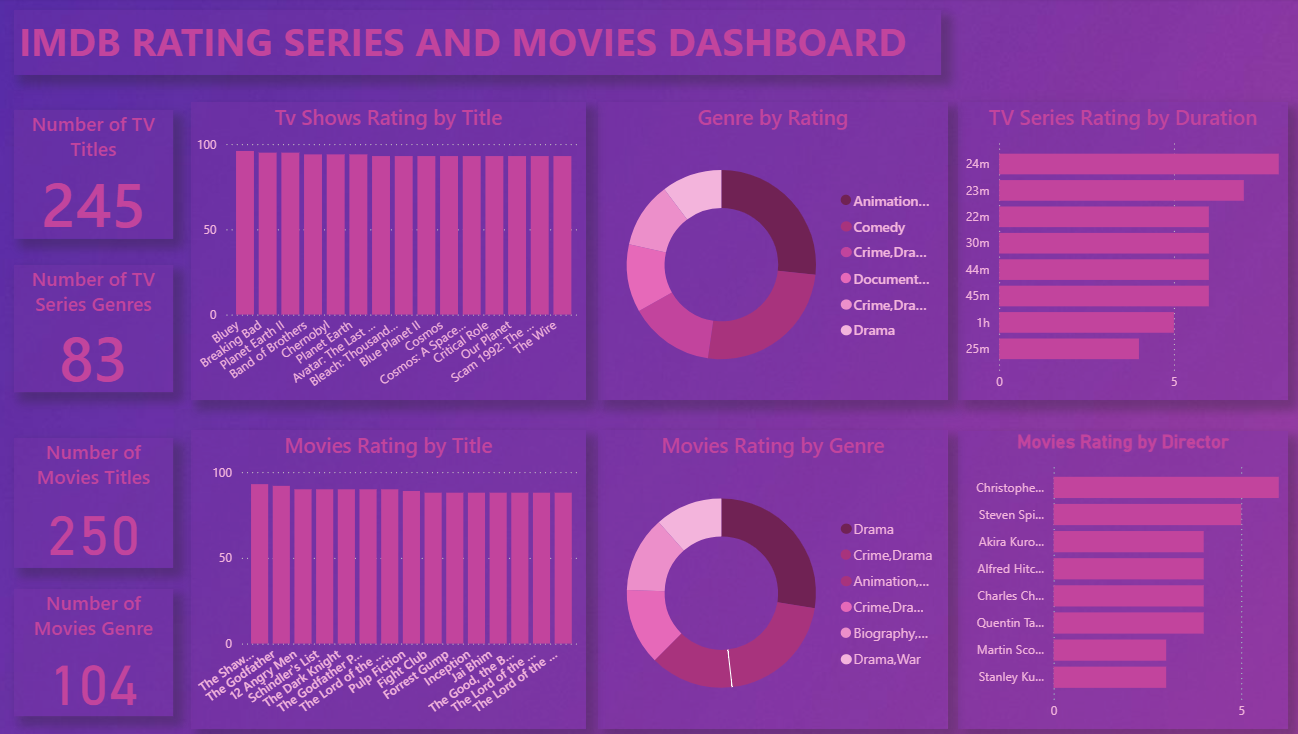 IMDB RATING SERIES AND MOVIES DASHBOARD
Number of TV
Titles
245
Number of TV
Series Genres
83
Number of
Movies Titles
250
Number of
Movies Genre
104
Tv Shows Rating by Title
100
50
0
Bluey
Breaking Bad
Planet Earth II
Band of Brothers
Chernobyl
Planet Earth
Avatar: The Last ...
Bleach: Thousand...
Blue Planet II
Cosmos
Cosmos: A Space...
Critical Role
Our Planet
Scam 1992: The ...
The Wire
Genre by Rating
Animation...
Comedy
Crime,Dra...
Document...
Crime,Dra...
Drama
TV Series Rating by Duration
24m
23m
22m
30m
44m
45m
1h
25m
0
5
Movies Rating by Title
100
50
0
The Shaw...
The Godfather
12 Angry Men
Schindler's List
The Dark Knight
The Godfather P...
The Lord of the ...
Pulp Fiction
Fight Club
Forrest Gump
Inception
Jai Bhim
The Good, the B...
The Lord of the ...
The Lord of the ...
Movies Rating by Genre
Drama
Crime,Drama
Animation,...
Crime,Dra...
Biography,...
Drama,War
Movies Rating by Director
Christophe...
Steven Spi...
Akira Kuro...
Alfred Hitc...
Charles Ch...
Quentin Ta...
Martin Sco...
Stanley Ku...
0
5